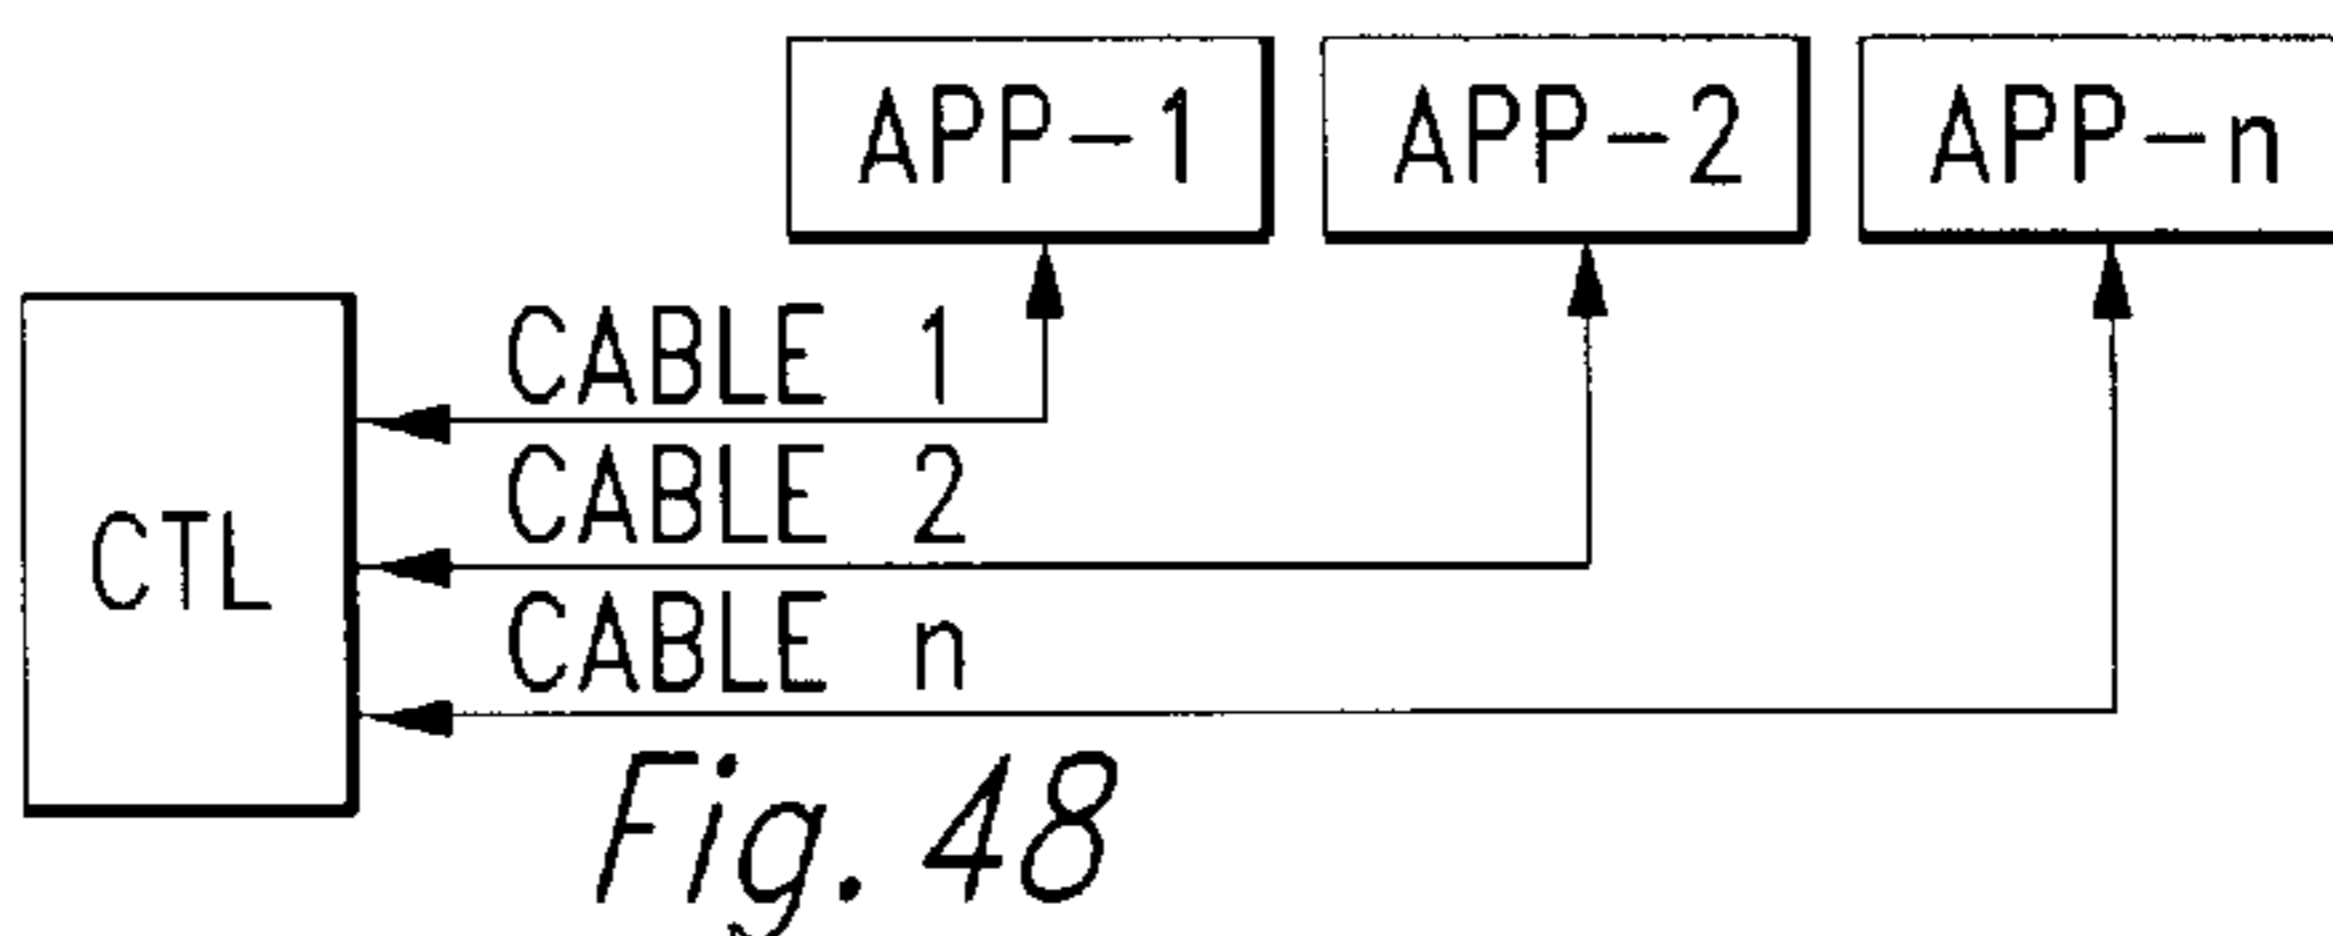 APP-1
APP-2
APP-n
CABLE 1
CABLE 2
CTL
CABLE n
Fig. 48